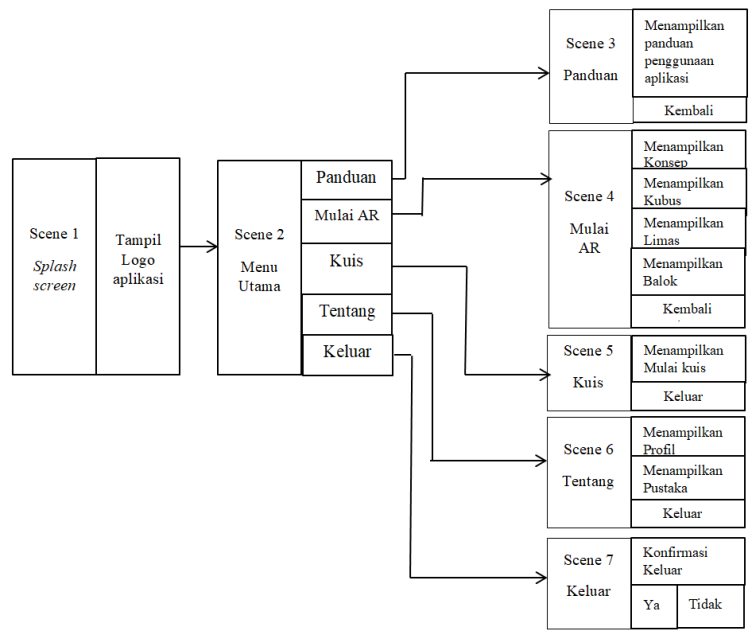 Scene 1
Splash
screen
Tampil
Logo
aplikasi
Scene 2
Menu
Utama
Panduan
Mulai AR
Kuis
Tentang
Keluar
Scene 3
Panduan
Menampilkan
panduan
penggunaan
aplikasi
Kembali
Scene 4
Mulai
AR
Menampilkan
Konsep
Menampilkan
Kubus
Menampilkan
Limas
Menampilkan
Balok
Kembali
Scene 5
Kuis
Menampilkan
Mulai kuis
Keluar
Scene 6
Tentang
Menampilkan
Profil
Menampilkan
Pustaka
Keluar
Scene 7
Keluar
Konfirmasi
Keluar
Ya
Tidak